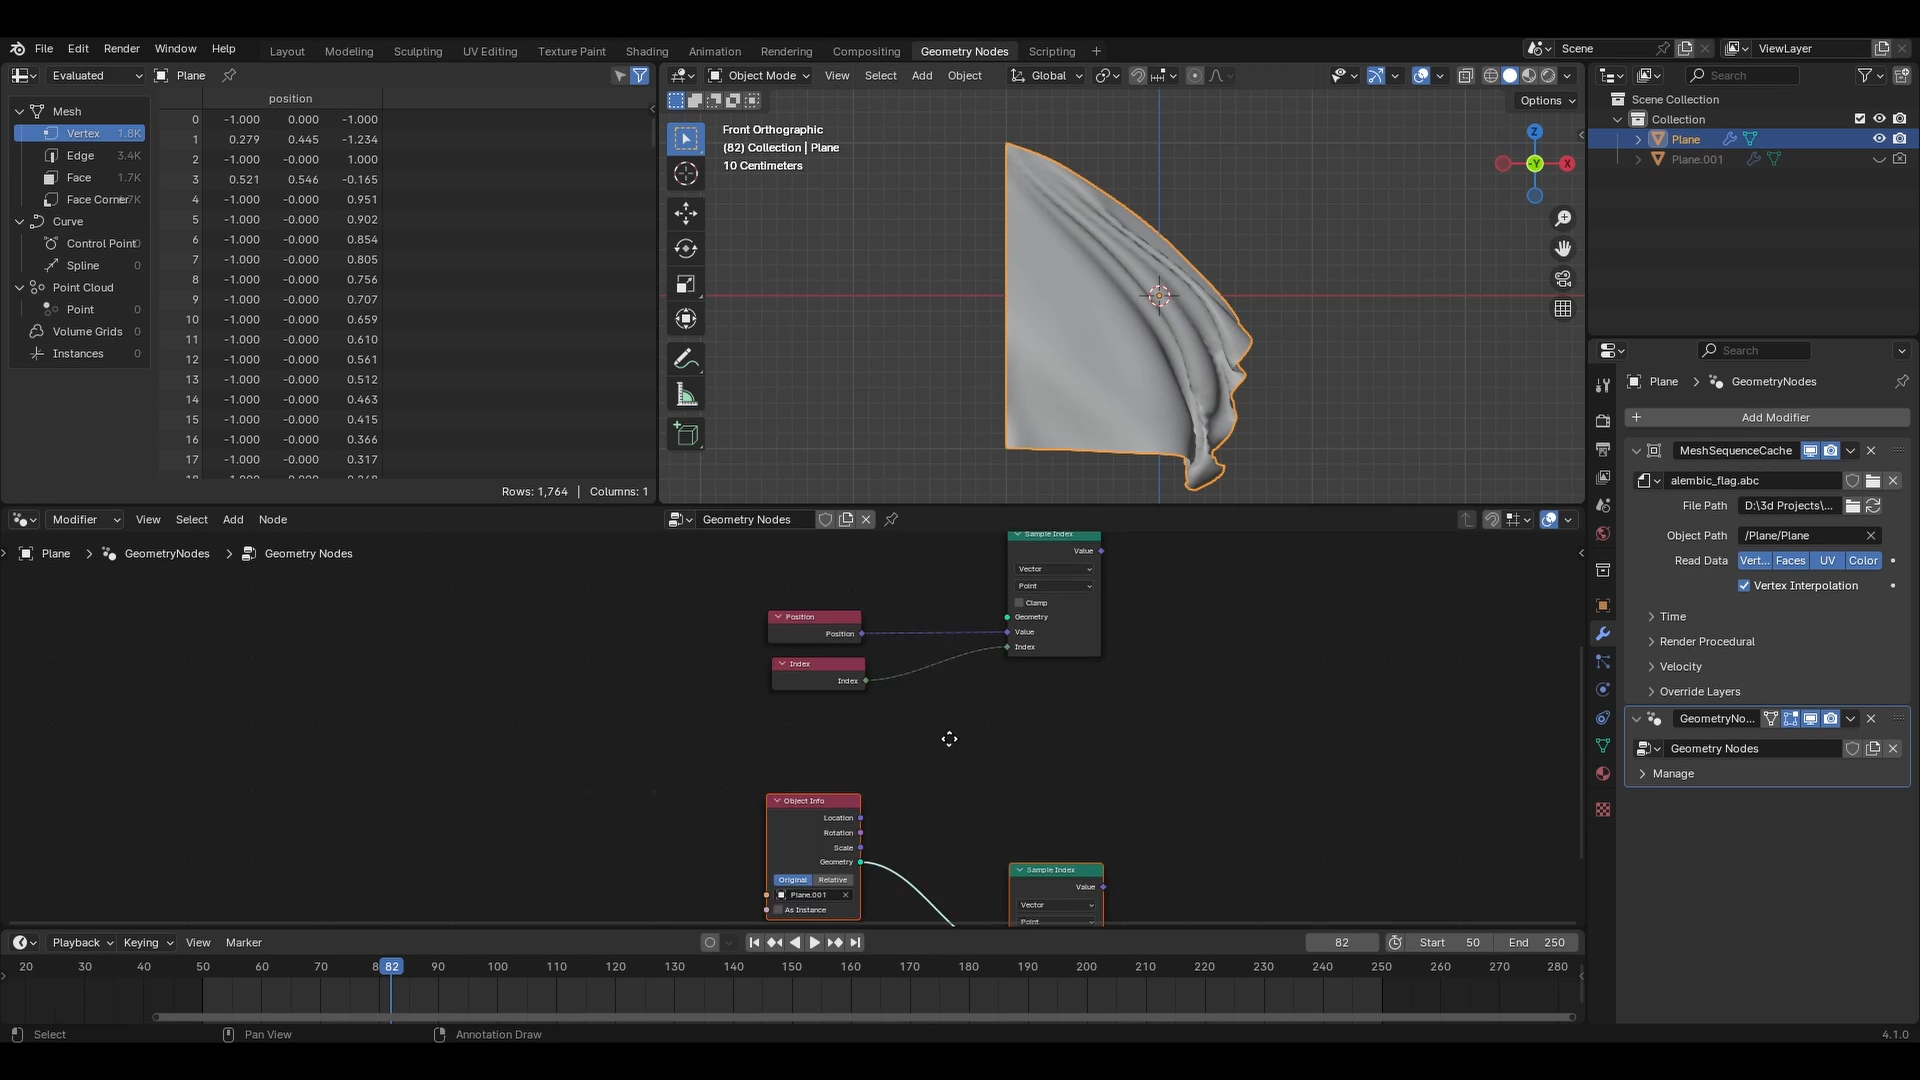 File Edit Render Window Help Layout Modeling Sculpting UV Editing Texture Paint Shading Animation Rendering Compositing Geometry Nodes Scripting + Scene ViewLayer
Evaluated Plane Object Mode View Select Add Object Global Search
Options
position
Mesh
Vertex 1.8K
Edge 3.4K
Face 1.7K
Face Corner
Curve
Control Point
Spline 0
Point Cloud
Point 0
Volume Grids 0
Instances 0
0 -1.000 0.000 -1.000
1 0.279 0.445 -1.234
2 -1.000 -0.000 1.000
3 0.521 0.546 -0.165
4 -1.000 -0.000 0.951
5 -1.000 -0.000 0.902
6 -1.000 -0.000 0.854
7 -1.000 -0.000 0.805
8 -1.000 -0.000 0.756
9 -1.000 -0.000 0.707
10 -1.000 -0.000 0.659
11 -1.000 -0.000 0.610
12 -1.000 -0.000 0.561
13 -1.000 -0.000 0.512
14 -1.000 -0.000 0.463
15 -1.000 -0.000 0.415
16 -1.000 -0.000 0.366
17 -1.000 -0.000 0.317
Rows: 1,764 | Columns: 1
Front Orthographic
(82) Collection | Plane
10 Centimeters
Z
-Y
X
Scene Collection
Collection
Plane
Plane.001
Search
Plane > GeometryNodes
Add Modifier
MeshSequenceCache
alembic_flag.abc
File Path D:\3d Projects\...
Object Path /Plane/Plane
Read Data Vert... Faces UV Color
Vertex Interpolation
Time
Render Procedural
Velocity
Override Layers
GeometryNo...
Geometry Nodes
Manage
Modifier View Select Add Node Geometry Nodes
Plane > GeometryNodes > Geometry Nodes
Sample Index
Value
Vector
Point
Clamp
Geometry
Value
Index
Position
Position
Index
Index
Object Info
Location
Rotation
Scale
Geometry
Original Relative
Plane.001
As Instance
Sample Index
Value
Vector
Point
Playback Keying View Marker 82 Start 50 End 250
20 30 40 50 60 70 8 82 90 100 110 120 130 140 150 160 170 180 190 200 210 220 230 240 250 260 270 280
Select Pan View Annotation Draw 4.1.0